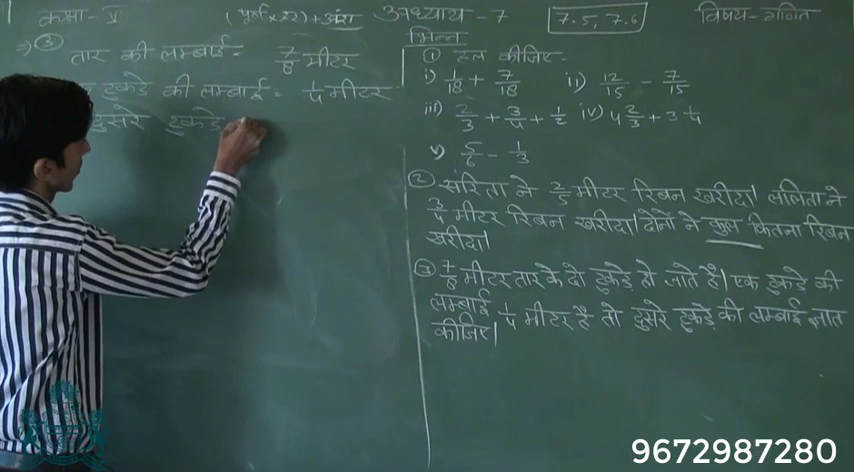 कक्षा - VI
(पूर्ण × हर) + अंश
अध्याय - 7
7.5, 7.6
विषय - गणित
भिन्न
⇒ ③ तार की लम्बाई = 7/8 मीटर
टुकडे की लम्बाई = 1/4 मीटर
दुसरे टुकडे
① हल कीजिए -
i) 1/18 + 7/18 ii) 12/15 - 7/15
iii) 2/3 + 3/4 + 1/2 iv) 4 2/3 + 3 1/4
v) 5/6 - 1/3
② सरिता ने 2/5 मीटर रिबन खरीदा। ललिता ने
3/4 मीटर रिबन खरीदा। दोनों ने कुल कितना रिबन
खरीदा।
③ 7/8 मीटर तार के दो टुकडे हो जाते है। एक टुकडे की
लम्बाई 1/4 मीटर है तो दुसरे टुकडे की लम्बाई ज्ञात
कीजिए।
9672987280